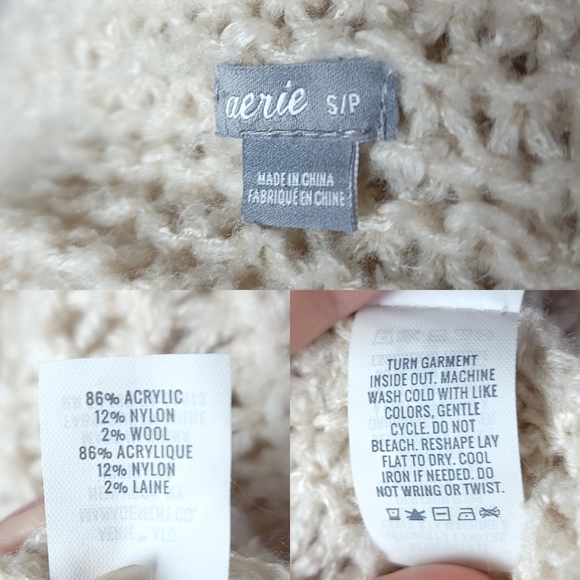 aerie S/P
MADE IN CHINA
FABRIQUÉ EN CHINE
86% ACRYLIC
12% NYLON
2% WOOL
86% ACRYLIQUE
12% NYLON
2% LAINE
TURN GARMENT
INSIDE OUT. MACHINE
WASH COLD WITH LIKE
COLORS, GENTLE
CYCLE. DO NOT
BLEACH. RESHAPE LAY
FLAT TO DRY. COOL
IRON IF NEEDED. DO
NOT WRING OR TWIST.